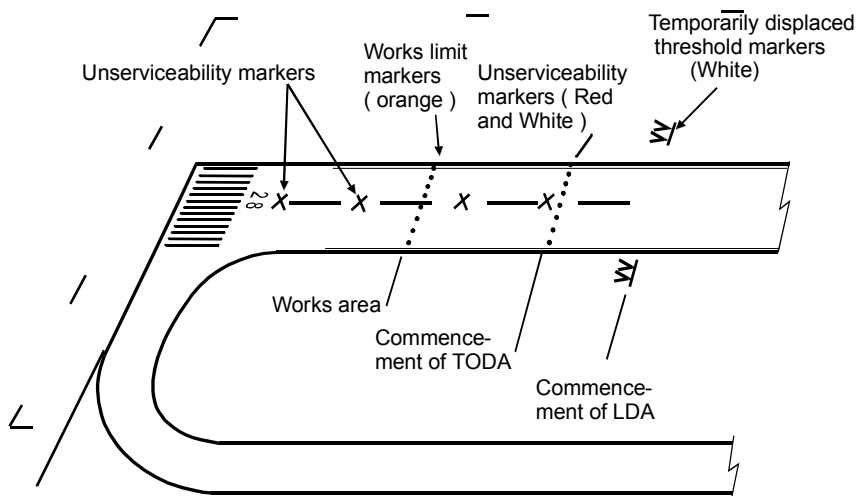 Temporarily displaced
threshold markers
(White)
Works limit
markers
( orange )
Unserviceability markers
Unserviceability
markers ( Red
and White )
28
X
X
X
X
Works area
Commence-
ment of TODA
Commence-
ment of LDA